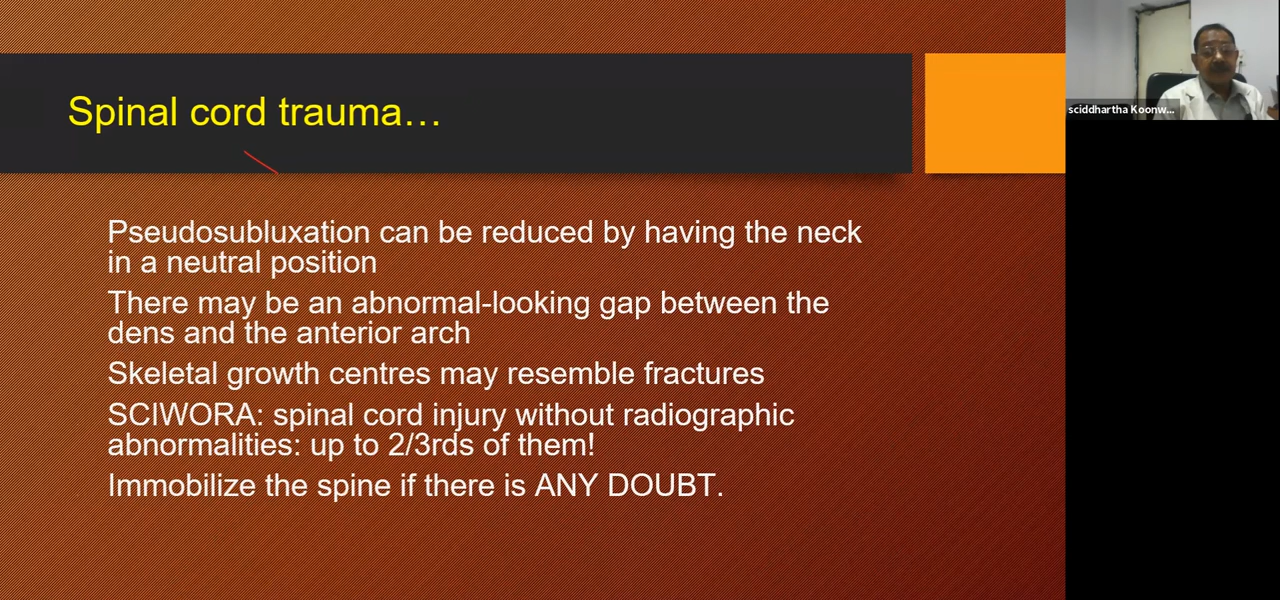 Spinal cord trauma…
Pseudosubluxation can be reduced by having the neck
in a neutral position
There may be an abnormal-looking gap between the
dens and the anterior arch
Skeletal growth centres may resemble fractures
SCIWORA: spinal cord injury without radiographic
abnormalities: up to 2/3rds of them!
Immobilize the spine if there is ANY DOUBT.
sciddhartha Koonw...